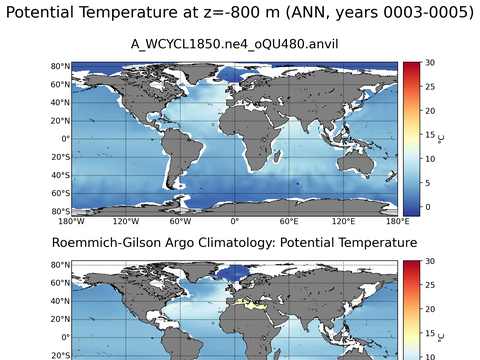 Potential Temperature at z=-800 m (ANN, years 0003-0005)
A_WCYCL1850.ne4_oQU480.anvil
80°N
60°N
40°N
20°N
0°
20°S
40°S
60°S
80°S
180°W 120°W 60°W 0° 60°E 120°E 180°E
30
25
20
15
10
5
0
°C
Roemmich-Gilson Argo Climatology: Potential Temperature
80°N
60°N
40°N
20°N
0°
20°S
30
25
20
15
10
°C